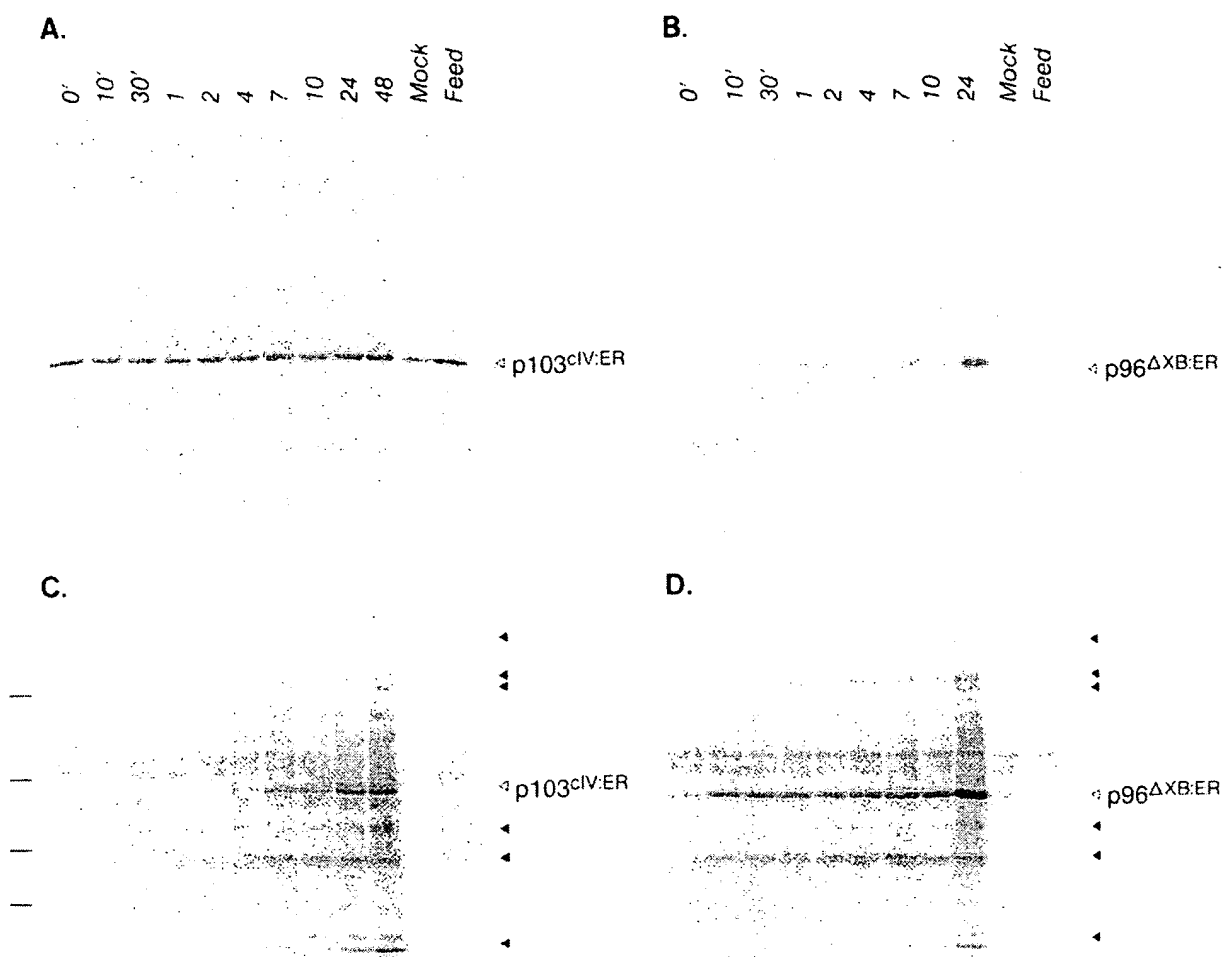 A.
0' 10' 30' 1 2 4 7 10 24 48 Mock Feed
p103cIV:ER
B.
0' 10' 30' 1 2 4 7 10 24 Mock Feed
p96ΔXB:ER
C.
p103cIV:ER
D.
p96ΔXB:ER